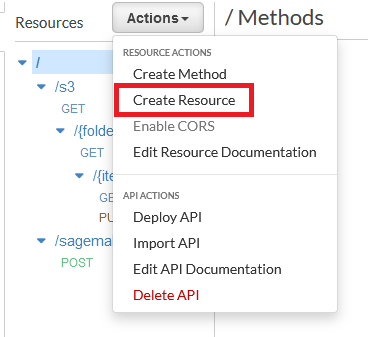 Resources
Actions
/ Methods
/
/s3
GET
/{folde
GET
/{ite
GE
PU
/sagema
POST
RESOURCE ACTIONS
Create Method
Create Resource
Enable CORS
Edit Resource Documentation
API ACTIONS
Deploy API
Import API
Edit API Documentation
Delete API